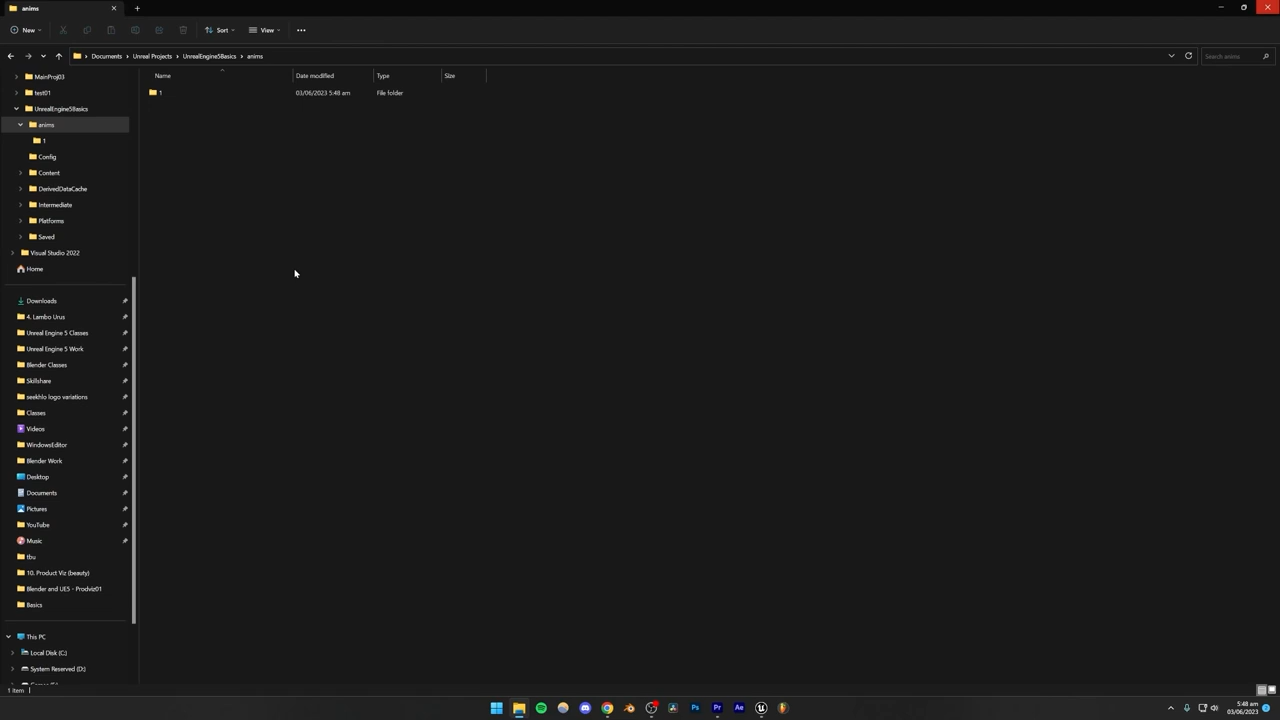 anims
New
Sort
View
Documents
Unreal Projects
UnrealEngine5Basics
anims
Search anims
MainProj03
test01
UnrealEngine5Basics
anims
1
Config
Content
DerivedDataCache
Intermediate
Platforms
Saved
Visual Studio 2022
Home
Downloads
4. Lambo Urus
Unreal Engine 5 Classes
Unreal Engine 5 Work
Blender Classes
Skillshare
seekhlo logo variations
Classes
Videos
WindowsEditor
Blender Work
Desktop
Documents
Pictures
YouTube
Music
tbu
10. Product Viz (beauty)
Blender and UE5 - Prodviz01
Basics
This PC
Local Disk (C:)
System Reserved (D:)
Name Date modified Type Size
1 03/06/2023 5:48 am File folder
1 item
Ps
Pr
Ae
5:48 am
03/06/2023